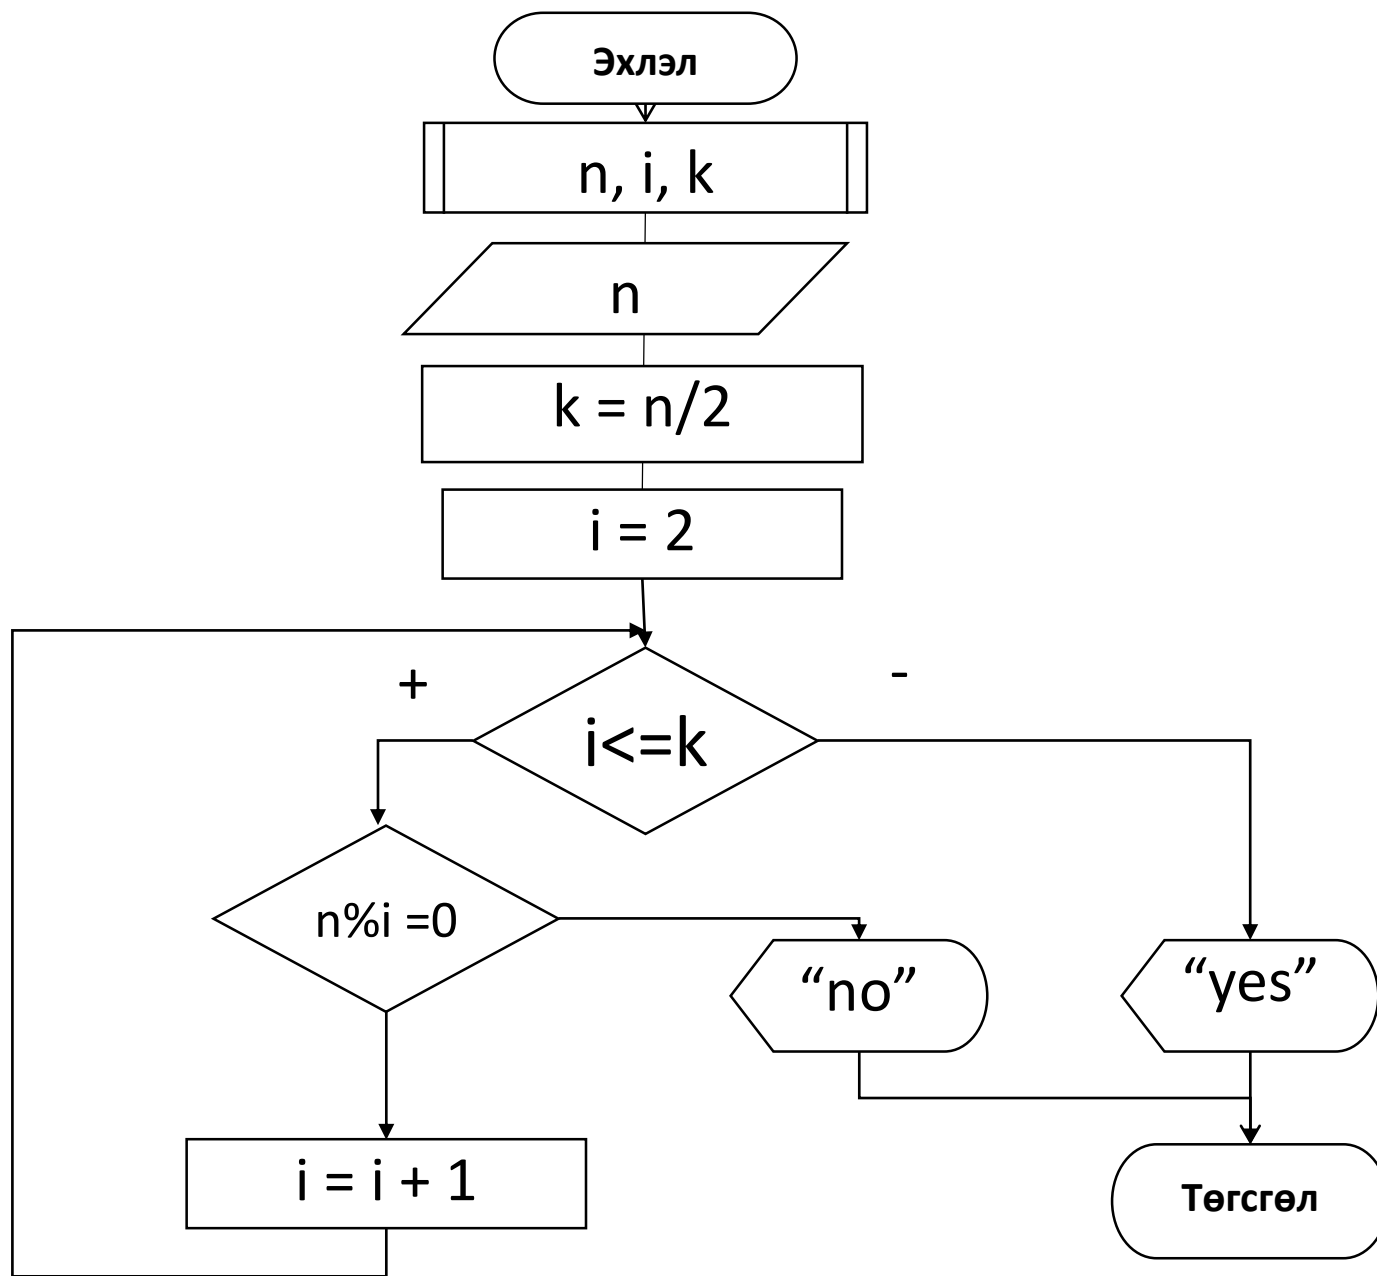 Эхлэл
n, i, k
n
k = n/2
i = 2
+
-
i<=k
n%i =0
“no”
“yes”
i = i + 1
Төгсгөл